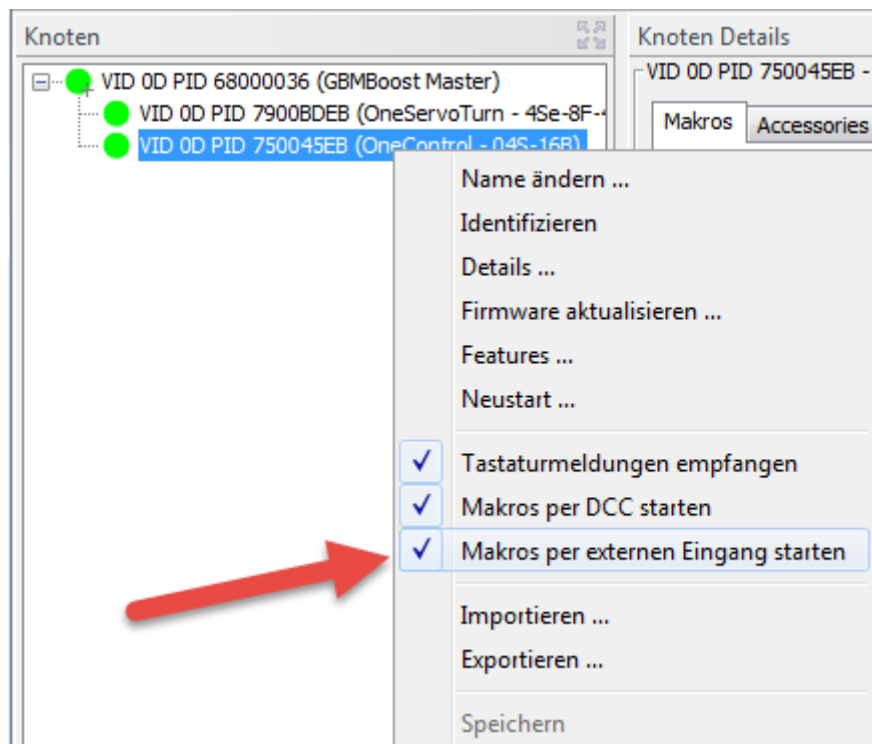 Knoten
Knoten Details
VID 0D PID 68000036 (GBMBoost Master)
VID 0D PID 7900BDEB (OneServoTurn - 4Se-8F-
VID 0D PID 750045EB (OneControl - 04S-16B)
VID 0D PID 750045EB -
Makros
Accessories
Name ändern ...
Identifizieren
Details ...
Firmware aktualisieren ...
Features ...
Neustart ...
Tastaturmeldungen empfangen
Makros per DCC starten
Makros per externen Eingang starten
Importieren ...
Exportieren ...
Speichern